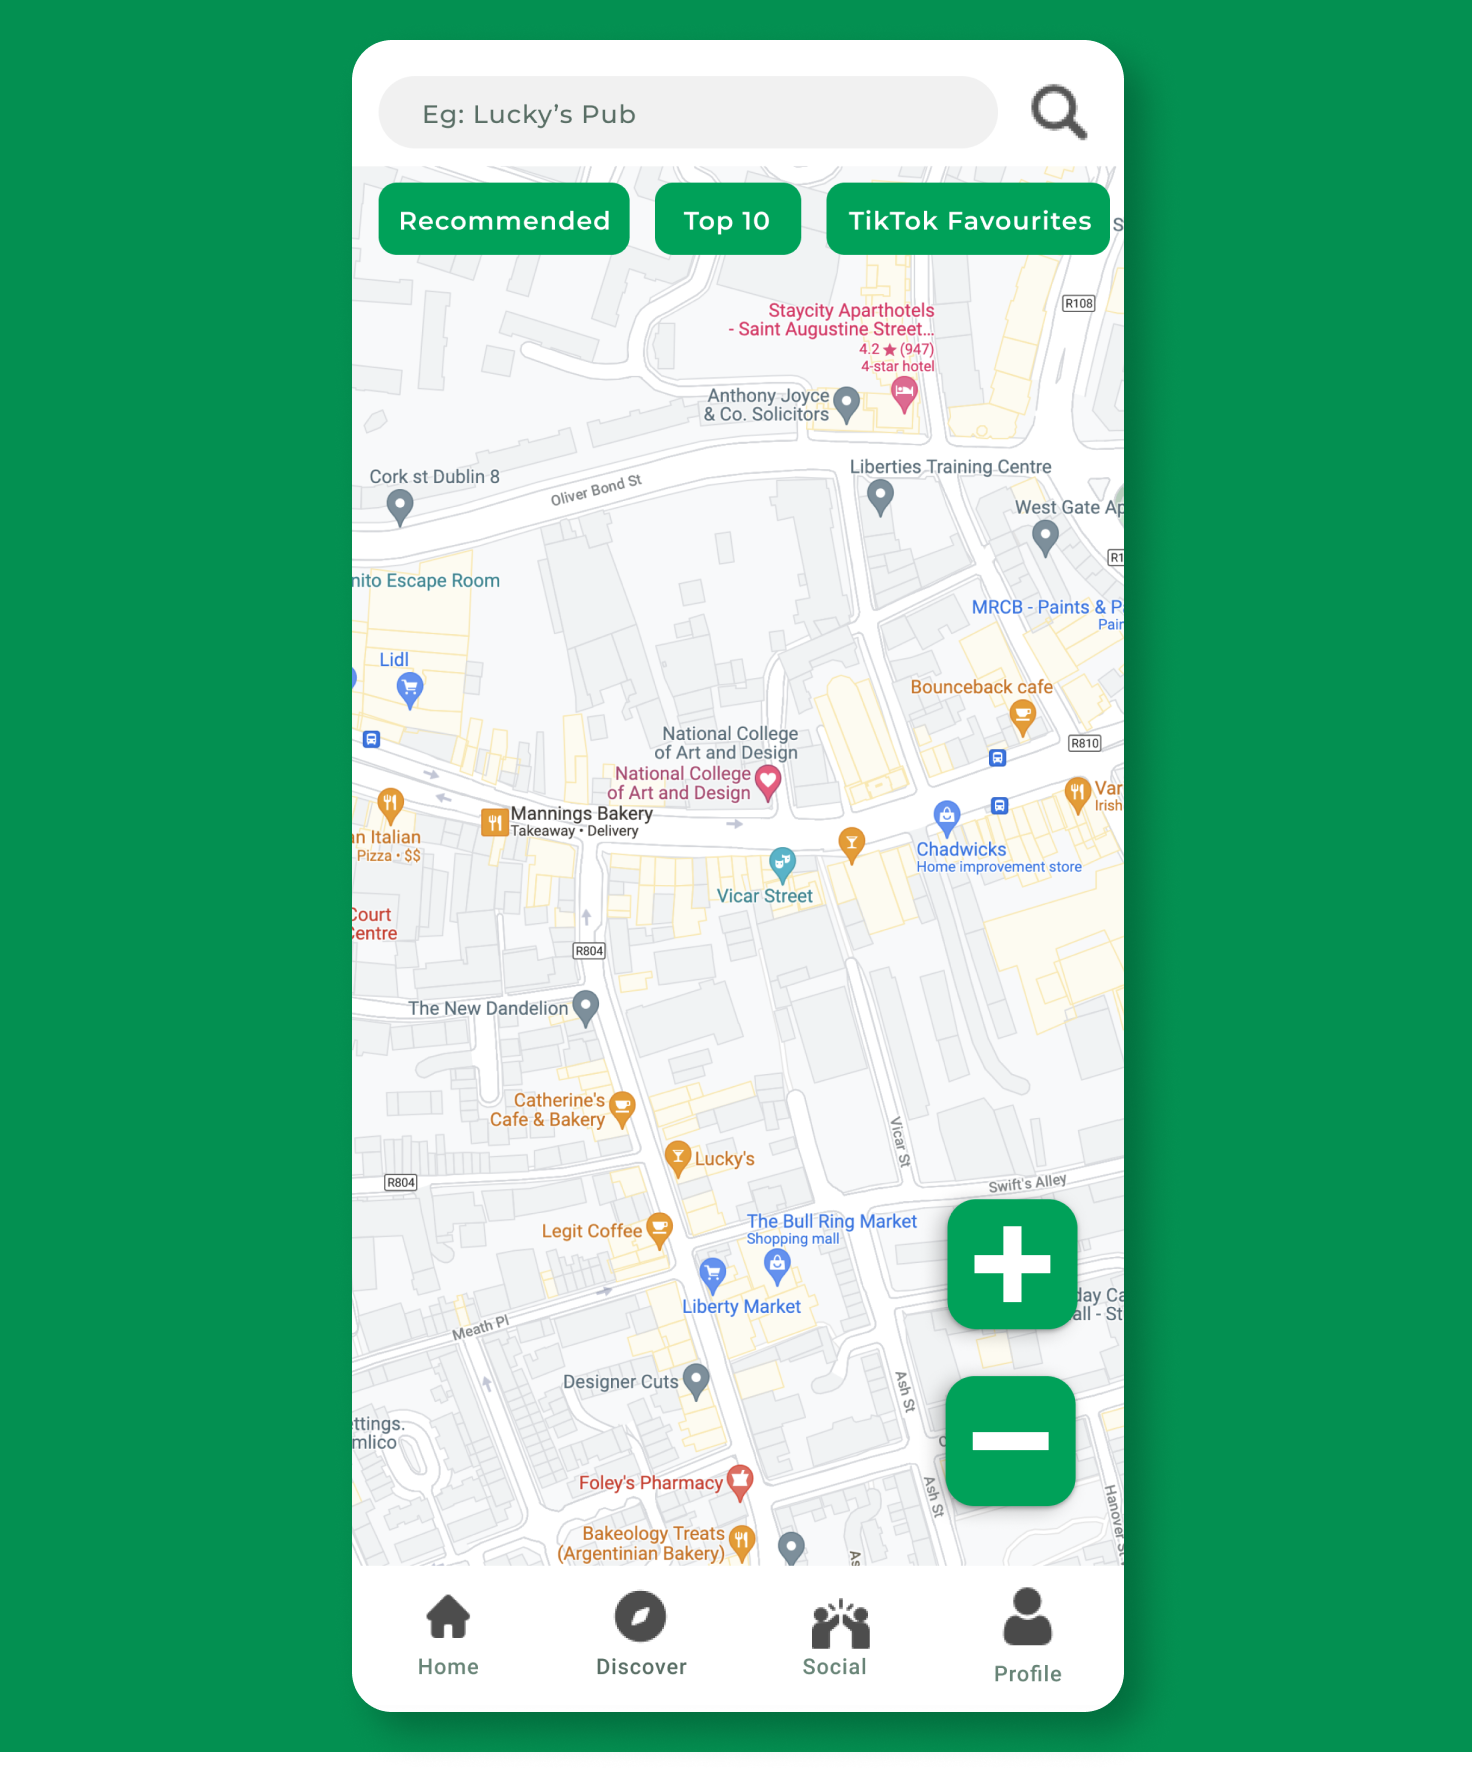 Eg: Lucky’s Pub
Recommended
Top 10
TikTok Favourites
S
R108
Staycity Aparthotels
- Saint Augustine Street...
4.2 ★ (947)
4-star hotel
Anthony Joyce
& Co. Solicitors
Cork st Dublin 8
Oliver Bond St
Liberties Training Centre
West Gate Ap
R1
nito Escape Room
MRCB - Paints & P
Pain
Lidl
Bounceback cafe
R810
National College
of Art and Design
National College
of Art and Design
Mannings Bakery
Takeaway • Delivery
Var
Irish
an Italian
Pizza • $$
Chadwicks
Home improvement store
Vicar Street
Court
Centre
R804
The New Dandelion
Catherine's
Cafe & Bakery
Vicar St
Lucky's
R804
Swift's Alley
Legit Coffee
The Bull Ring Market
Shopping mall
Liberty Market
day Ca
all - St
Meath Pl
Designer Cuts
Ash St
ettings.
mlico
Foley's Pharmacy
Ash St
Hanover St
Bakeology Treats
(Argentinian Bakery)
As
Home
Discover
Social
Profile